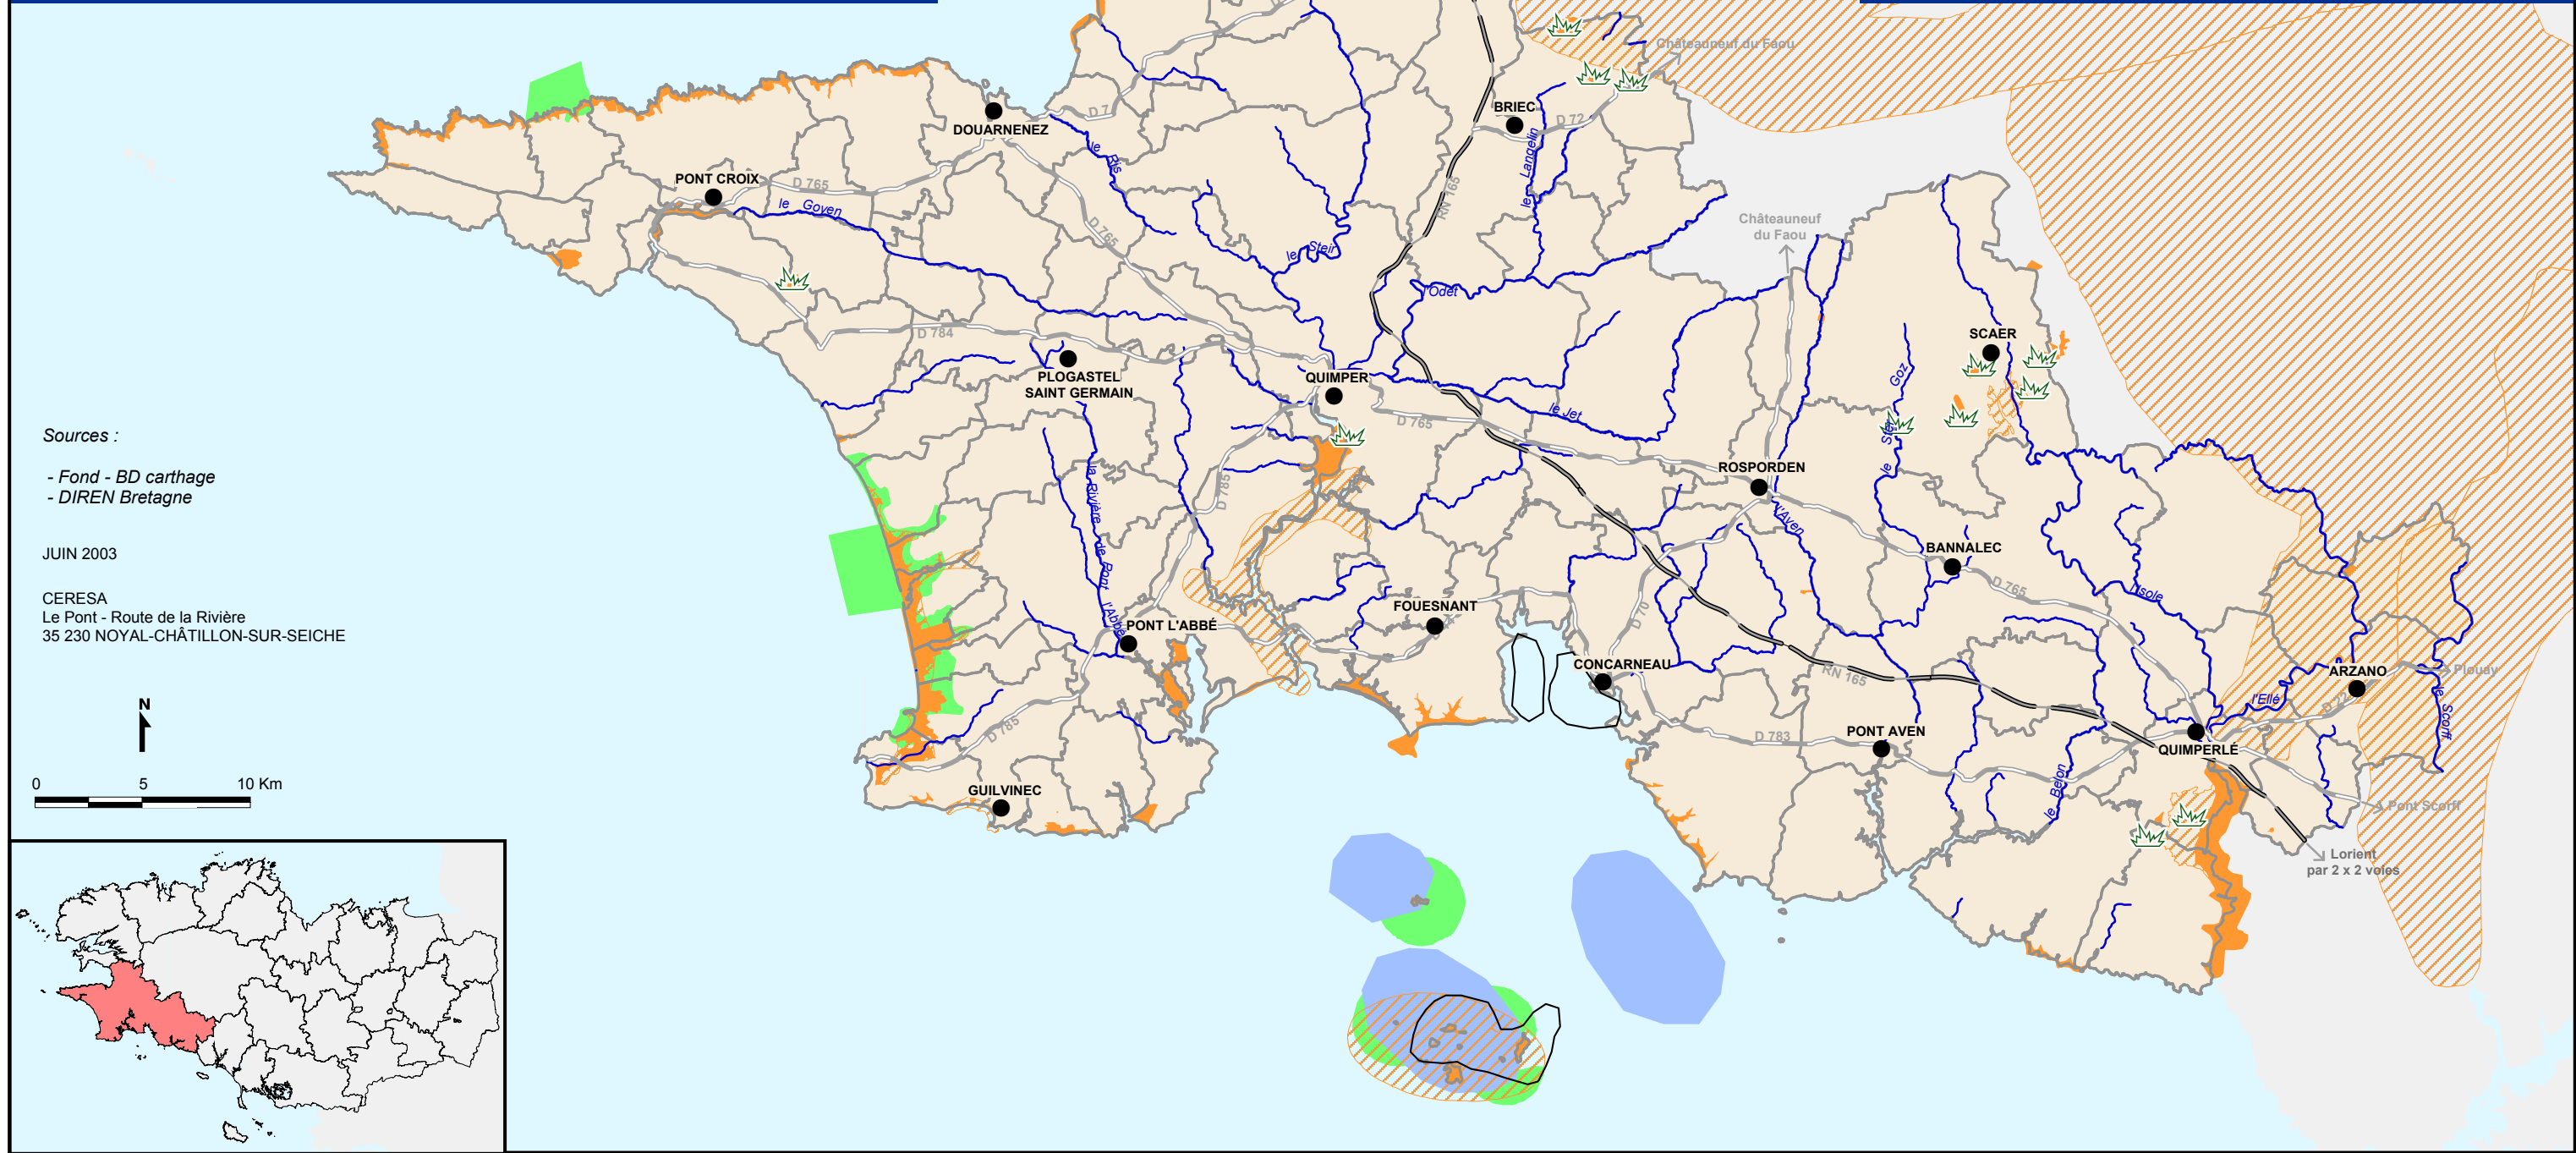 Châteauneuf du Faou
BRIEC
D 72
D 7
DOUARNENEZ
le Ris
le Langelin
PONT CROIX
D 765
le Goyen
D 765
RN 165
Châteauneuf
du Faou
le Steir
l'Odet
D 784
SCAER
PLOGASTEL
SAINT GERMAIN
QUIMPER
le Ster Goz
le Jet
D 765
Sources :
- Fond - BD carthage
- DIREN Bretagne
ROSPORDEN
D 785
la Rivière de Pont l'Abbé
l'Aven
JUIN 2003
BANNALEC
D 765
l'Isole
CERESA
Le Pont - Route de la Rivière
35 230 NOYAL-CHÂTILLON-SUR-SEICHE
FOUESNANT
D 70
PONT L'ABBÉ
CONCARNEAU
RN 165
ARZANO
Plouay
l'Ellé
D 22
le Scorff
N
D 785
D 783
PONT AVEN
QUIMPERLÉ
0 5 10 Km
GUILVINEC
le Belon
Pont Scorff
Lorient
par 2 x 2 voies